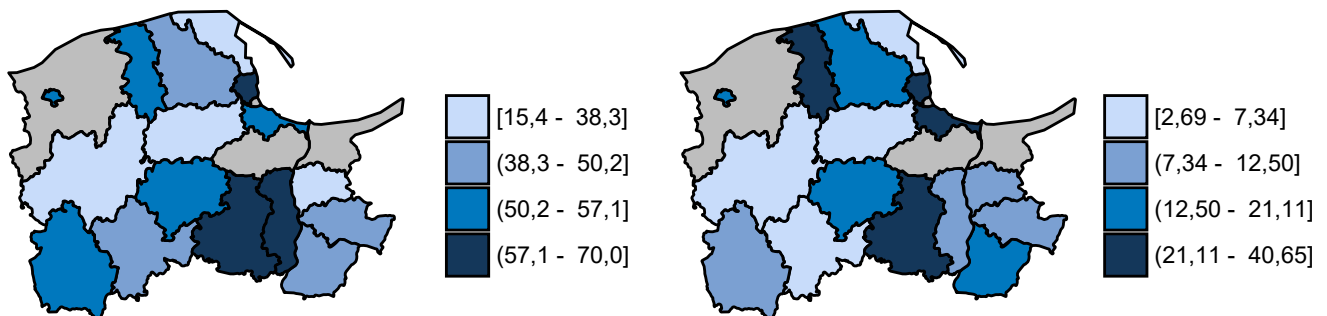 [15,4 - 38,3]
(38,3 - 50,2]
(50,2 - 57,1]
(57,1 - 70,0]
[2,69 - 7,34]
(7,34 - 12,50]
(12,50 - 21,11]
(21,11 - 40,65]